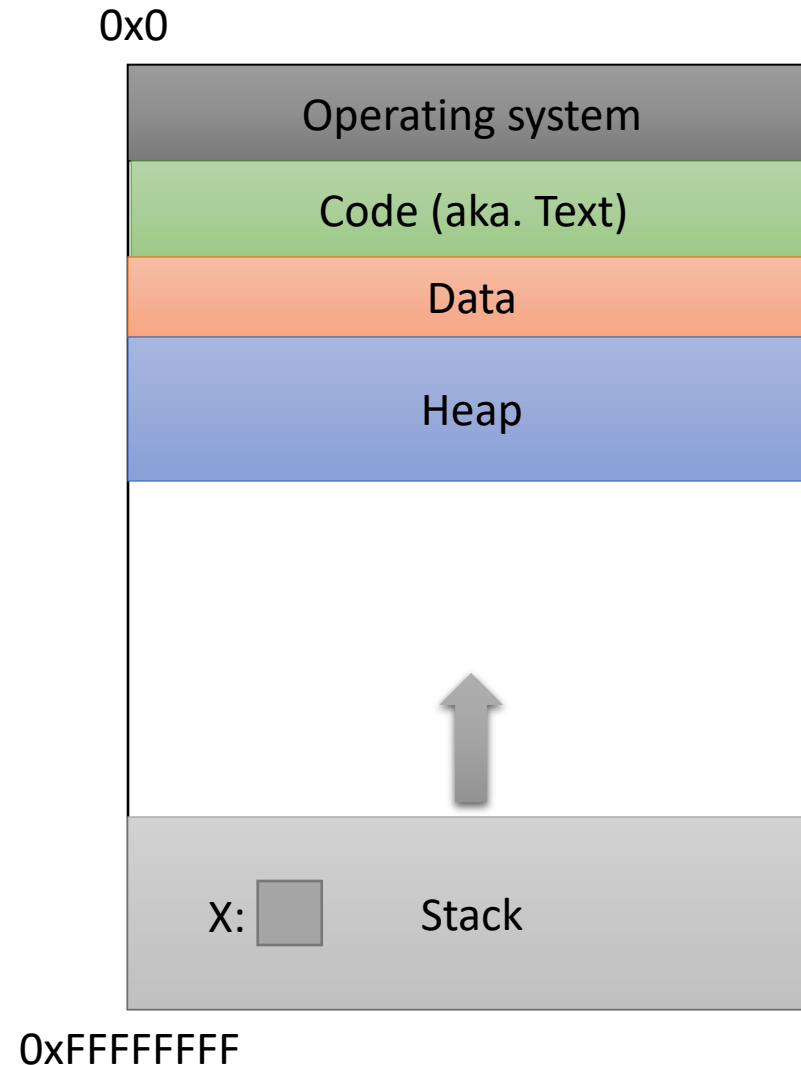 0x0
Operating system
Code (aka. Text)
Data
Heap
X:
Stack
0xFFFFFFFF